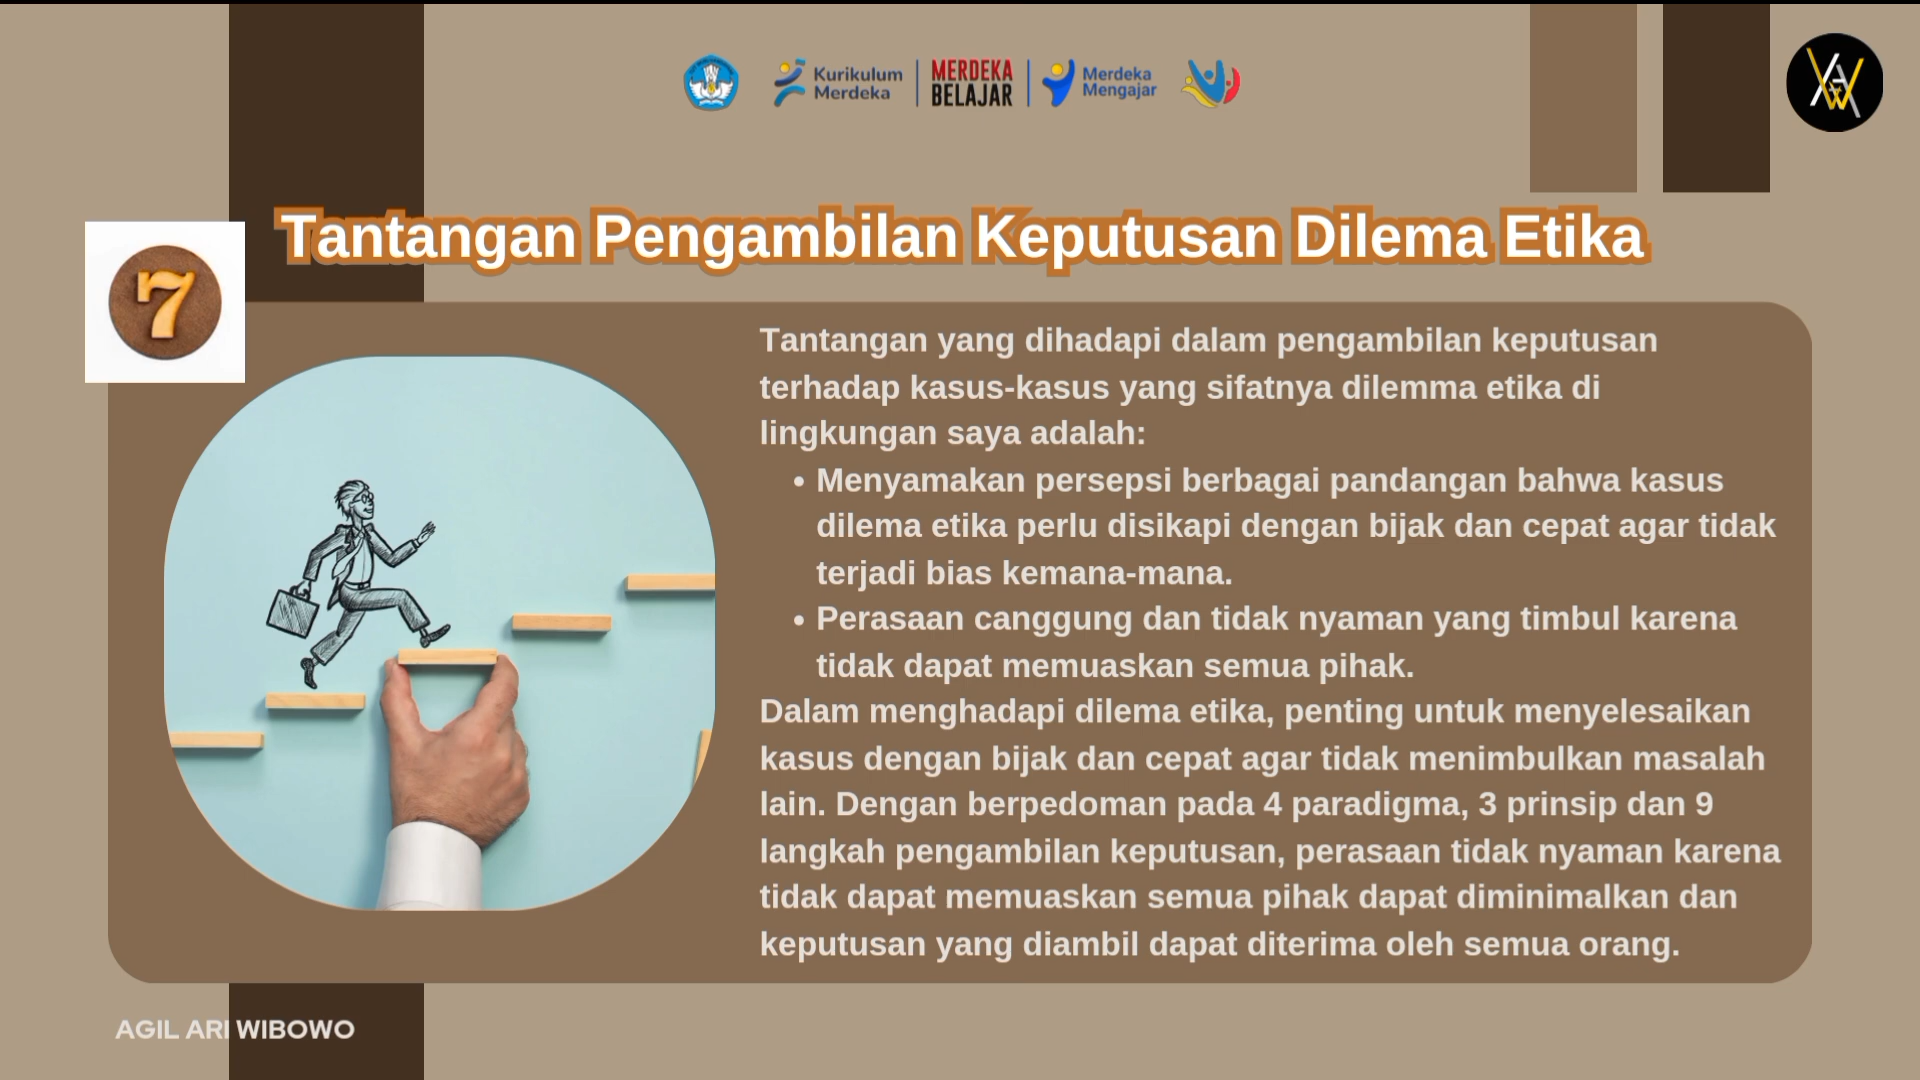 Kurikulum
Merdeka
MERDEKA
BELAJAR
Merdeka
Mengajar
Tantangan Pengambilan Keputusan Dilema Etika
7
Tantangan yang dihadapi dalam pengambilan keputusan
terhadap kasus-kasus yang sifatnya dilemma etika di
lingkungan saya adalah:
• Menyamakan persepsi berbagai pandangan bahwa kasus
dilema etika perlu disikapi dengan bijak dan cepat agar tidak
terjadi bias kemana-mana.
• Perasaan canggung dan tidak nyaman yang timbul karena
tidak dapat memuaskan semua pihak.
Dalam menghadapi dilema etika, penting untuk menyelesaikan
kasus dengan bijak dan cepat agar tidak menimbulkan masalah
lain. Dengan berpedoman pada 4 paradigma, 3 prinsip dan 9
langkah pengambilan keputusan, perasaan tidak nyaman karena
tidak dapat memuaskan semua pihak dapat diminimalkan dan
keputusan yang diambil dapat diterima oleh semua orang.
AGIL ARI WIBOWO